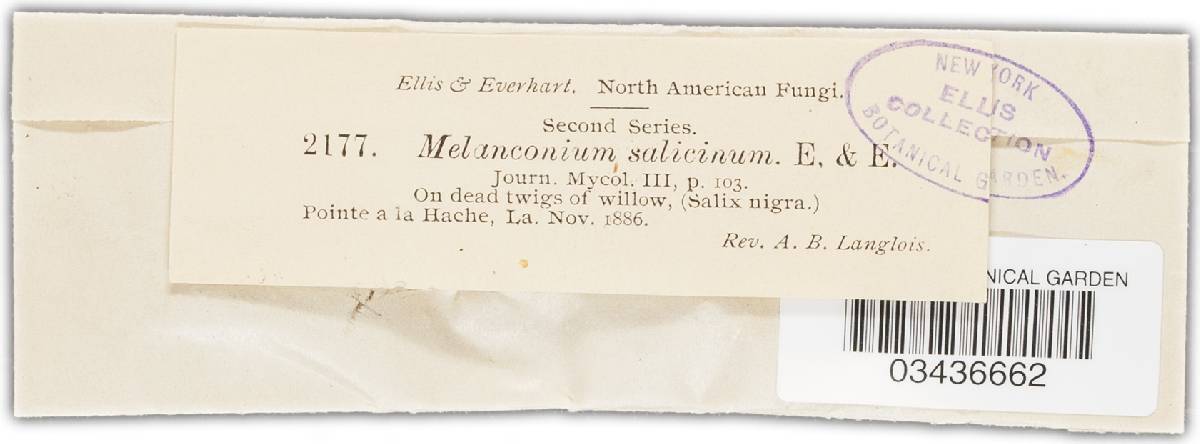 Ellis & Everhart. North American Fungi.
Second Series.
2177. Melanconium salicinum. E. & E.
Journ. Mycol. III, p. 103.
On dead twigs of willow, (Salix nigra.)
Pointe a la Hache, La. Nov. 1886.
Rev. A. B. Langlois.
NEW YORK
ELLIS
COLLECTION
BOTANICAL GARDEN.
NICAL GARDEN
03436662